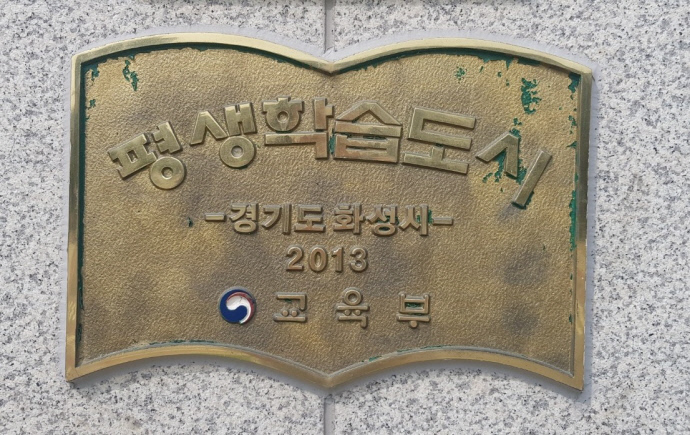 평생학습도시
-경기도 화성시-
2013
교육부